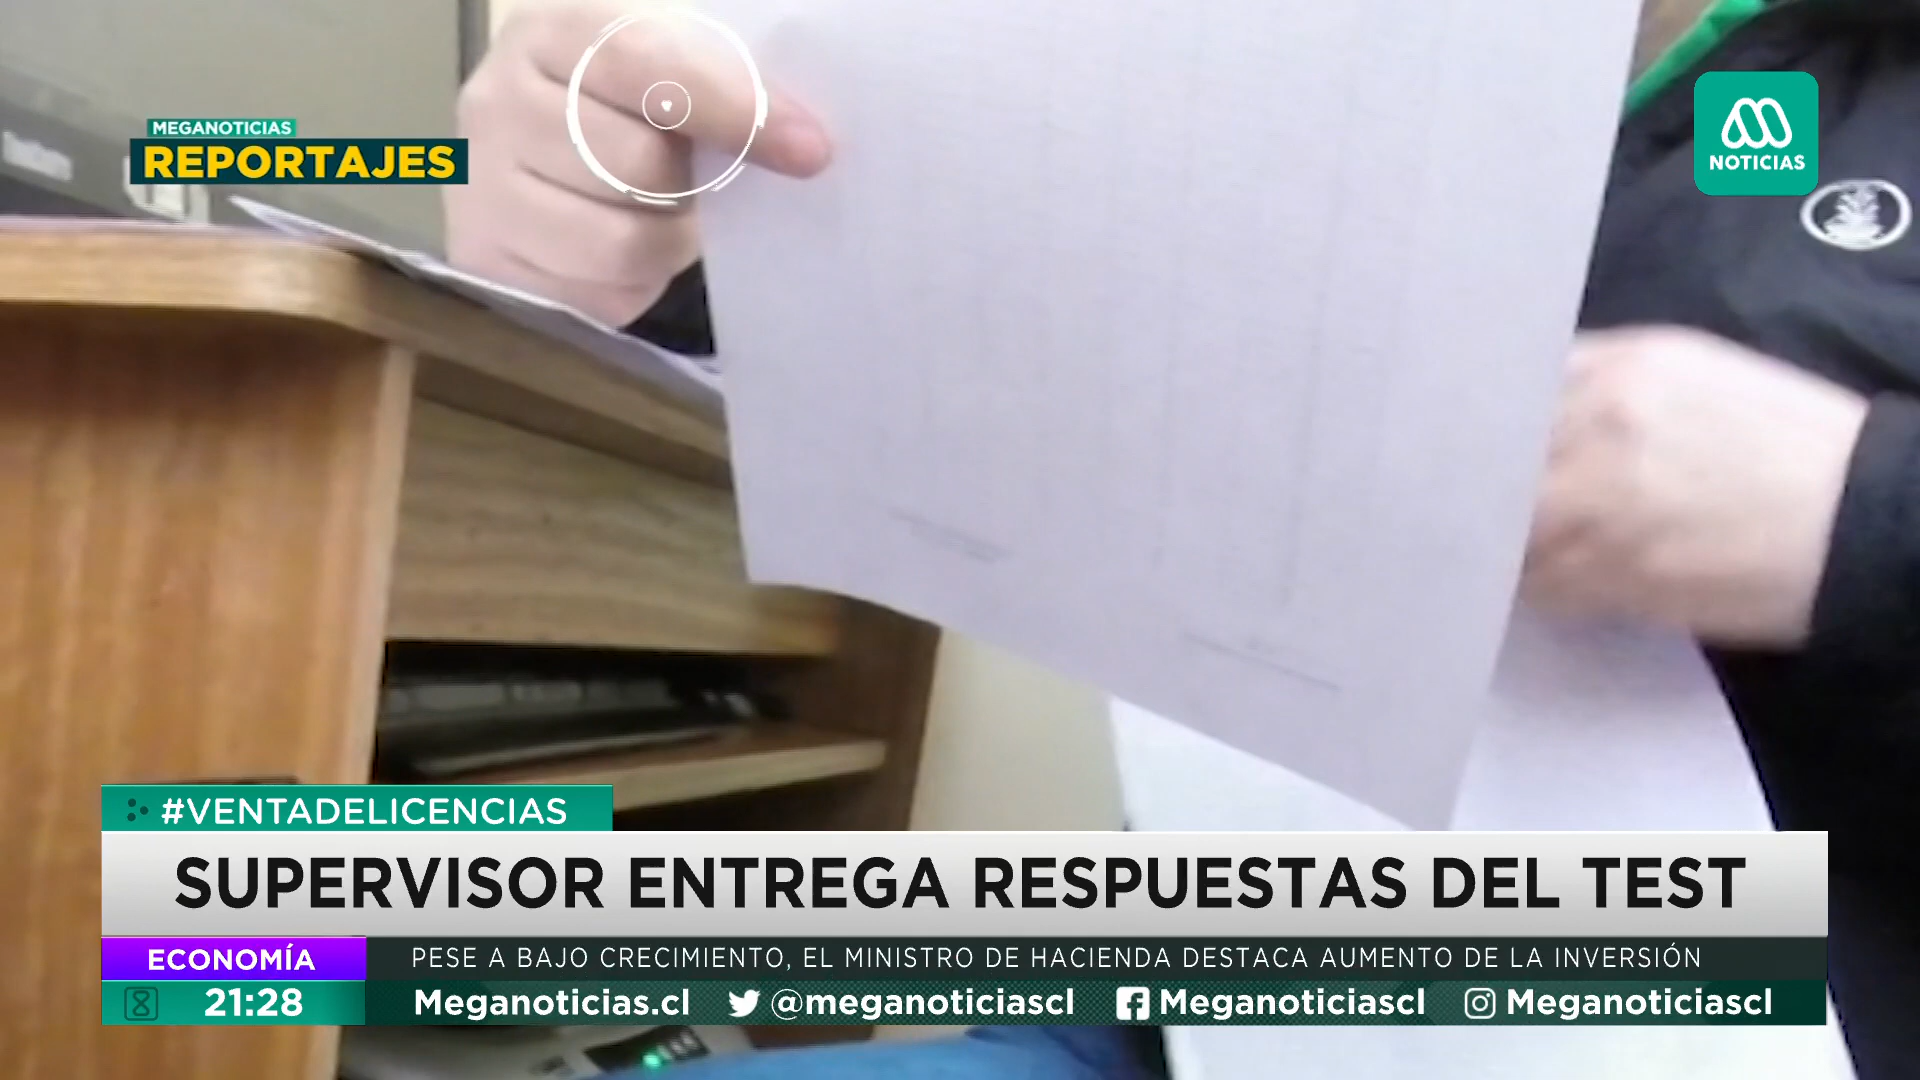 MEGANOTICIAS
REPORTAJES
NOTICIAS
#VENTADELICENCIAS
SUPERVISOR ENTREGA RESPUESTAS DEL TEST
ECONOMÍA
PESE A BAJO CRECIMIENTO, EL MINISTRO DE HACIENDA DESTACA AUMENTO DE LA INVERSIÓN
21:28
Meganoticias.cl @meganoticiascl Meganoticiascl Meganoticiascl